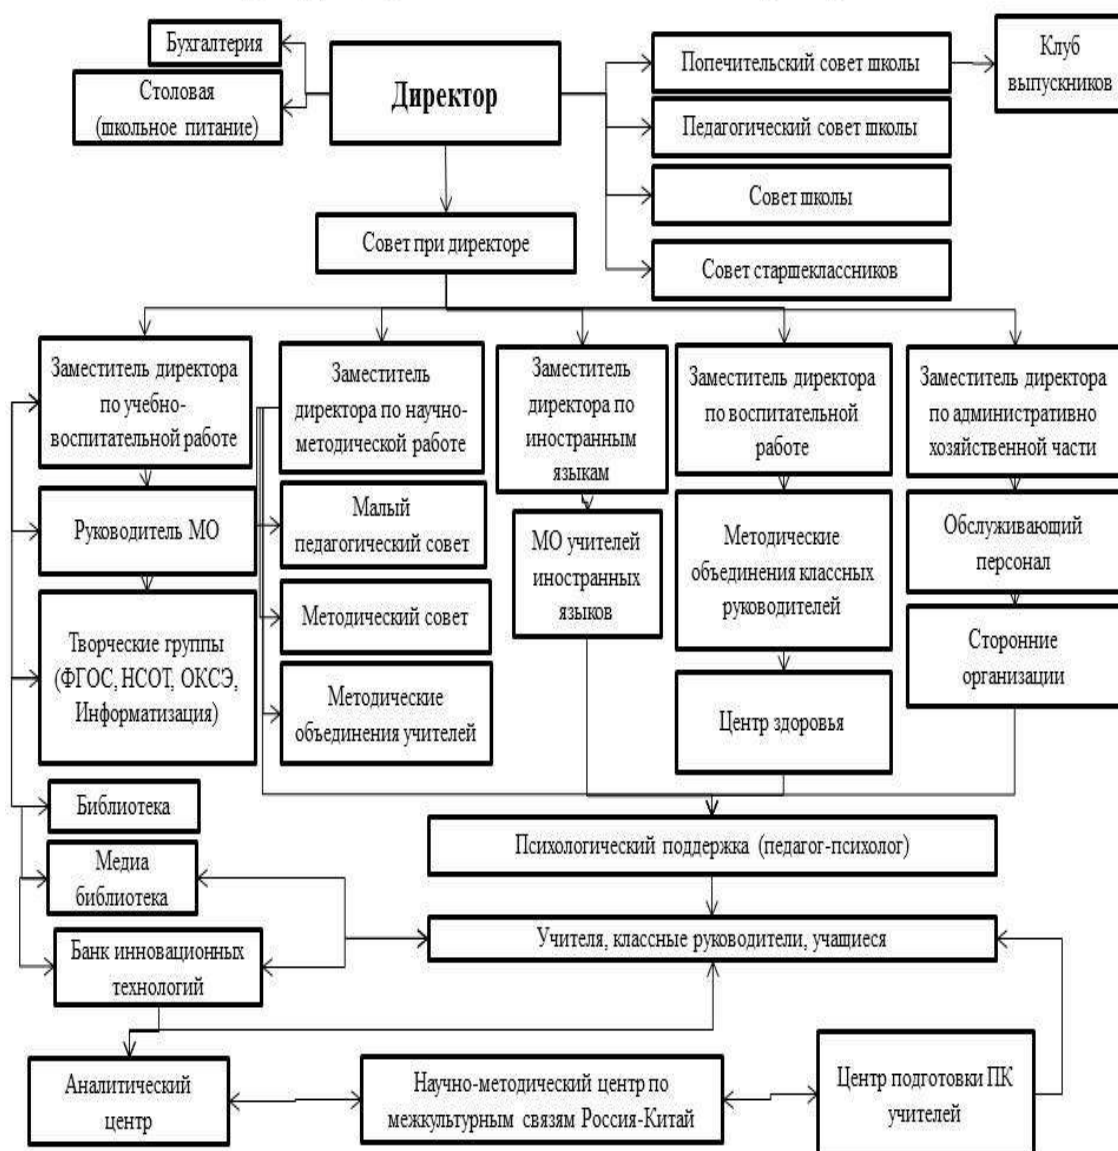 Бухгалтерия
Столовая
(школьное питание)
Директор
Попечительский совет школы
Клуб
выпускников
Педагогический совет школы
Совет школы
Совет старшеклассников
Совет при директоре
Заместитель директора
по учебно-
воспитательной работе
Заместитель
директора по научно-
методической работе
Заместитель
директора по
иностранным
языкам
Заместитель директора
по воспитательной
работе
Заместитель директора
по административно
хозяйственной части
Руководитель МО
Малый
педагогический совет
МО учителей
иностранных
языков
Методические
объединения классных
руководителей
Обслуживающий
персонал
Творческие группы
(ФГОС, НСОТ, ОКСЭ,
Информатизация)
Методический совет
Методические
объединения учителей
Центр здоровья
Сторонние
организации
Библиотека
Медиа
библиотека
Банк инновационных
технологий
Психологический поддержка (педагог-психолог)
Учителя, классные руководители, учащиеся
Аналитический
центр
Научно-методический центр по
межкультурным связям Россия-Китай
Центр подготовки ПК
учителей